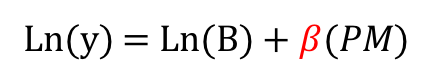 Ln(y) = Ln(B) + β(PM)